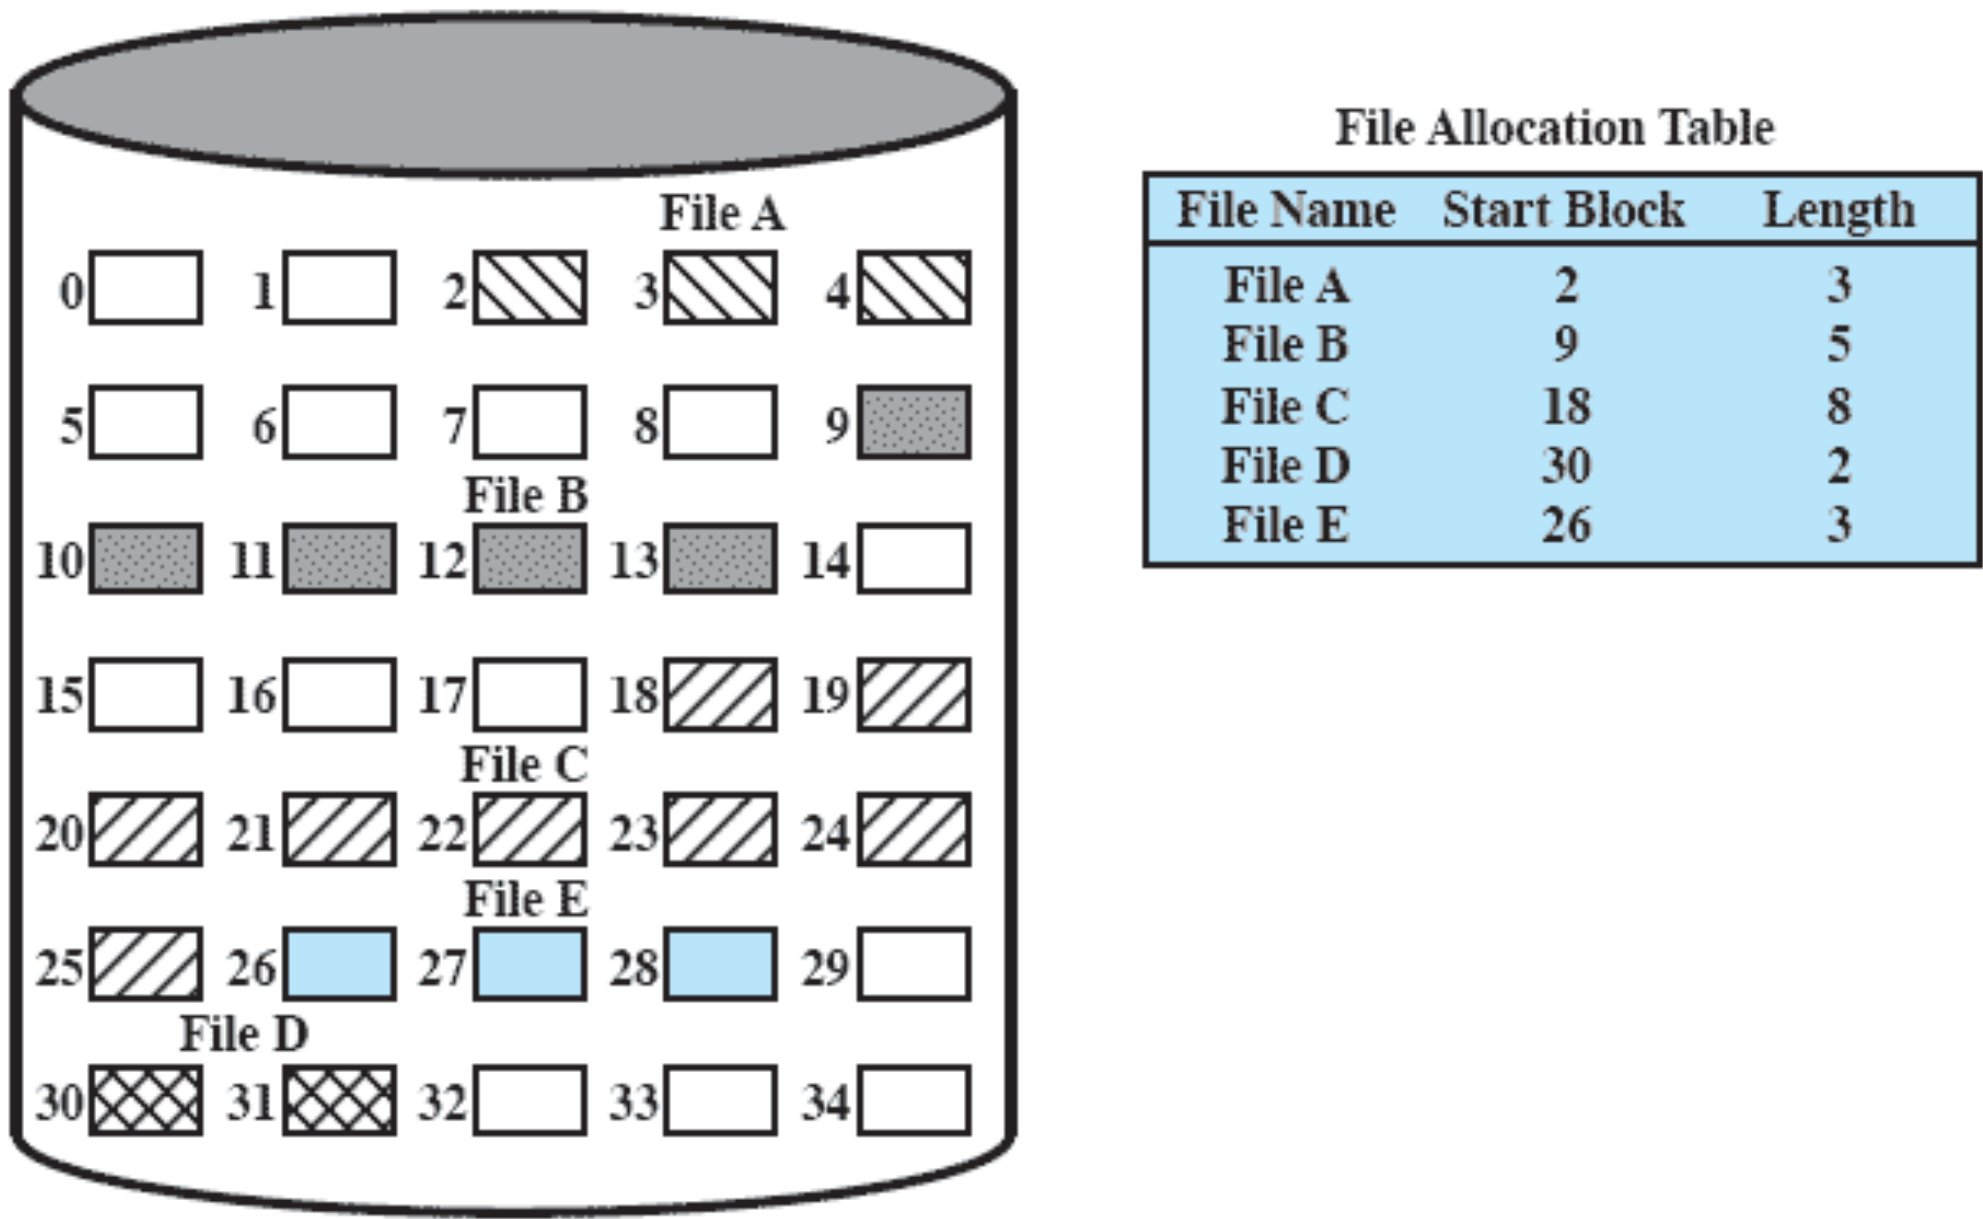 File A
0 1 2 3 4
5 6 7 8 9
File B
10 11 12 13 14
15 16 17 18 19
File C
20 21 22 23 24
File E
25 26 27 28 29
File D
30 31 32 33 34
File Allocation Table
File Name Start Block Length
File A 2 3
File B 9 5
File C 18 8
File D 30 2
File E 26 3